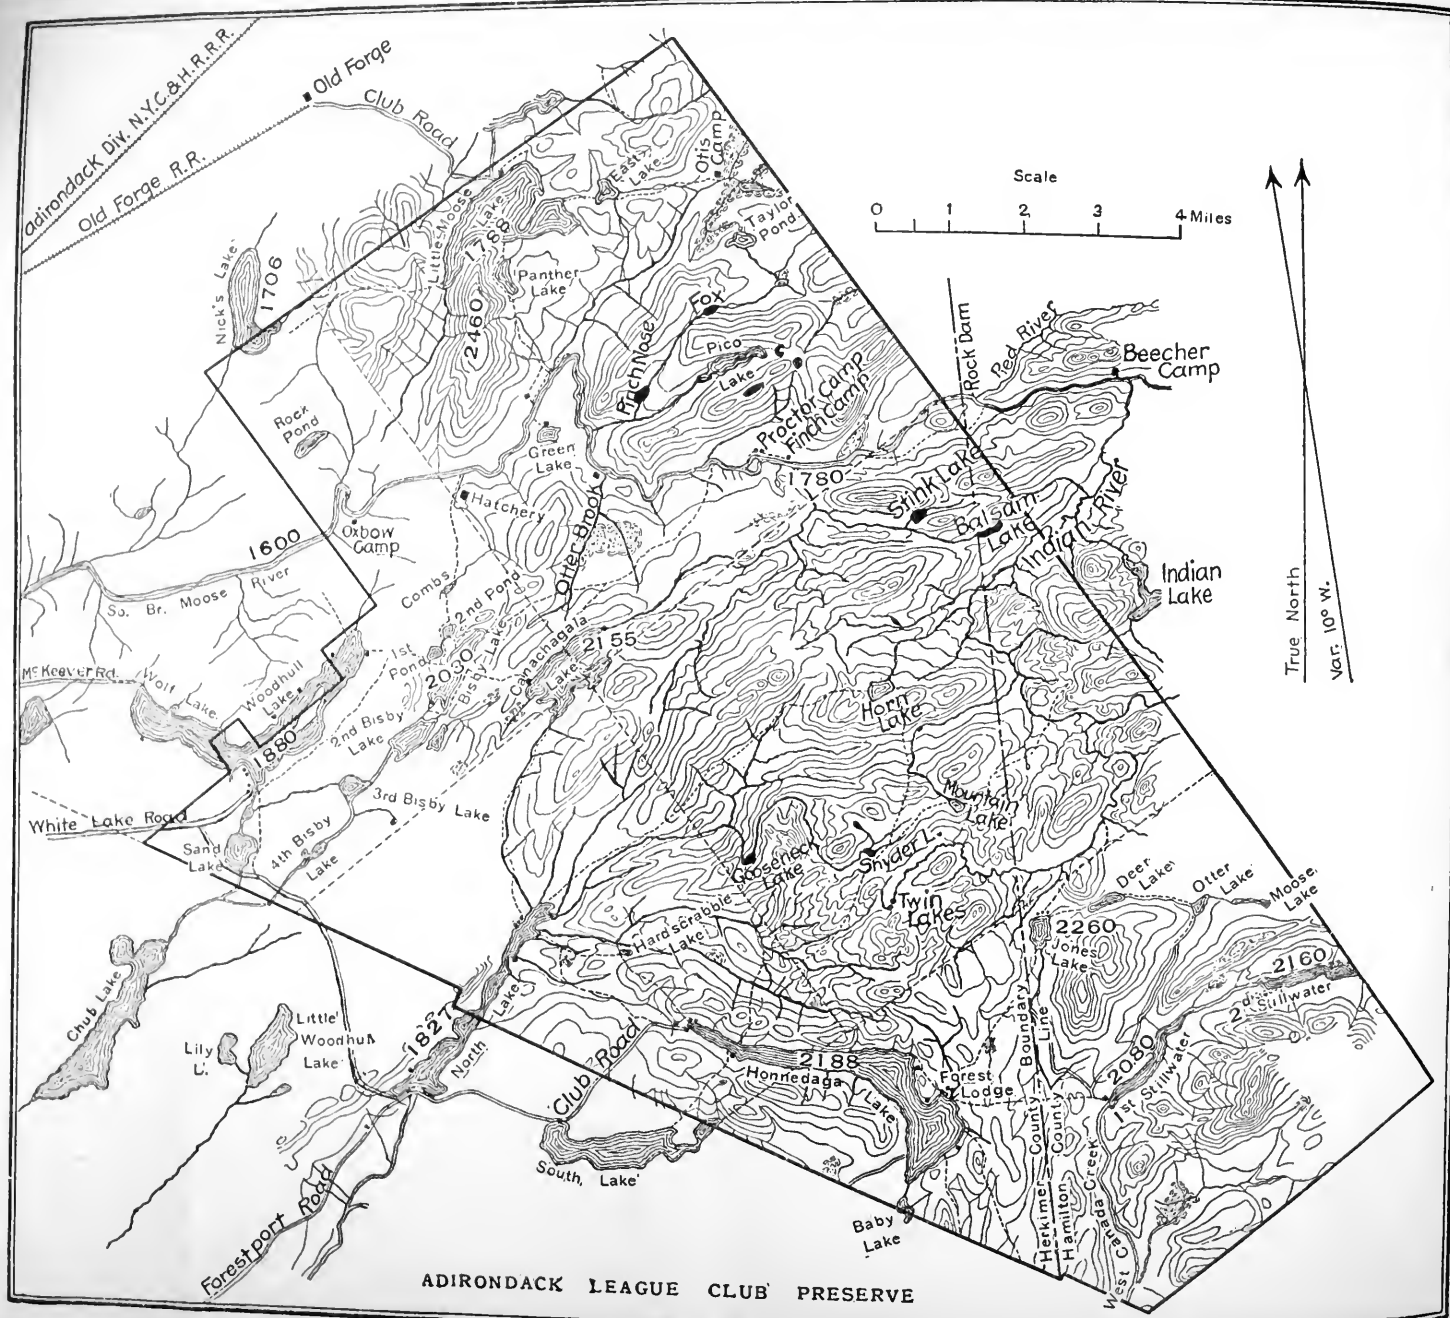 Adirondack Div. N.Y.C. & H.R.R.R.
Old Forge R.R.
Old Forge
Club Road
Little Moose
Lake
1788
East
Lake
Otis
Camp
Taylor
Pond
Scale
0 1 2 3 4 Miles
Nick's Lake
1706
Panther
Lake
2460
Fox
Pinch Nose
Pico
Lake
Proctor Camp
Finch Camp
Rock Dam
Red River
Beecher
Camp
Rock
Pond
Green
Lake
Hatchery
1780
Stink Lake
Balsam
Lake
Indian River
Indian
Lake
True North
Var. 10° W.
Oxbow
Camp
1600
So. Br. Moose
River
Otter Brook
Combs
2nd Pond
1st
Pond
2030
Bisby Lake
Canachagala
Lake
2155
McKeever Rd.
Wolf
Lake
Woodhull
Lake
1880
2nd Bisby
Lake
3rd Bisby Lake
4th Bisby
Lake
White Lake Road
Sand
Lake
Horn
Lake
Mountain
Lake
Gooseneck
Lake
Snyder L.
Twin
Lakes
Hardscrabble
Lake
Deer
Lake
Otter
Lake
Moose
Lake
2260
Jones
Lake
2160
2d Stillwater
Chub Lake
Lily
L.
Little
Woodhull
Lake
1827
North
Lake
Club Road
2188
Honnedaga
Lake
Forest
Lodge
Boundary
Line
2080
1st Stillwater
South Lake
Forestport Road
Baby
Lake
Herkimer County
Hamilton County
West Canada Creek
ADIRONDACK LEAGUE CLUB PRESERVE